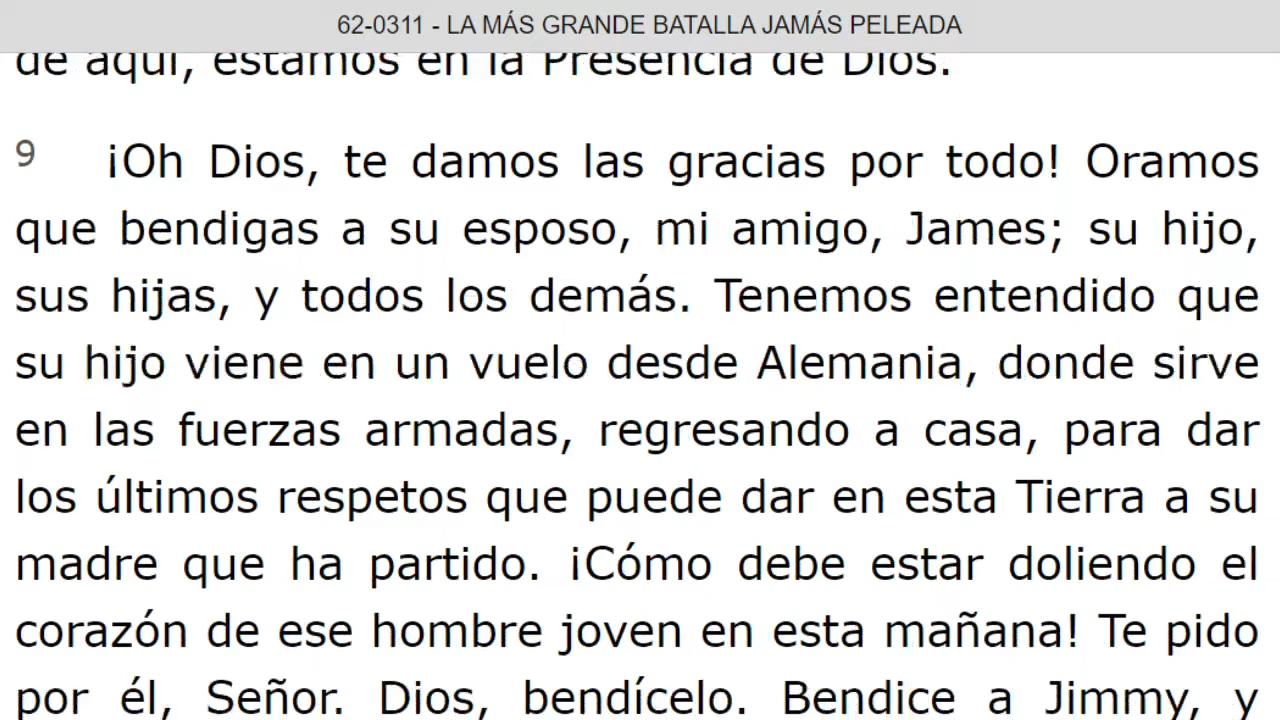 62-0311 - LA MÁS GRANDE BATALLA JAMÁS PELEADA
de aquí, estamos en la Presencia de Dios.
9 ¡Oh Dios, te damos las gracias por todo! Oramos
que bendigas a su esposo, mi amigo, James; su hijo,
sus hijas, y todos los demás. Tenemos entendido que
su hijo viene en un vuelo desde Alemania, donde sirve
en las fuerzas armadas, regresando a casa, para dar
los últimos respetos que puede dar en esta Tierra a su
madre que ha partido. ¡Cómo debe estar doliendo el
corazón de ese hombre joven en esta mañana! Te pido
por él, Señor. Dios, bendícelo. Bendice a Jimmy, y